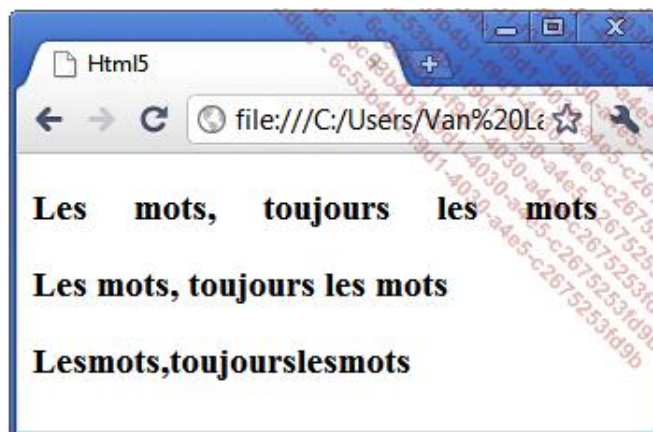 Html5
file:///C:/Users/Van%20La
Les mots, toujours les mots
Les mots, toujours les mots
Lesmots,toujourslesmots